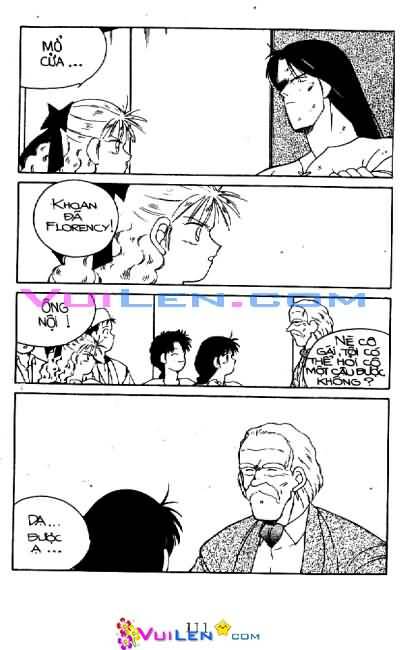 MỞ
CỬA...
KHOAN
ĐÃ
FLORENCY!
VUILEN.COM
ÔNG
NỘI!
NÈ CÔ
GÁI, TÔI CÓ
THỂ HỎI CÔ
MỘT CÂU ĐƯỢC
KHÔNG?
DẠ...
ĐƯỢC
Ạ...
111
VUILEN.COM